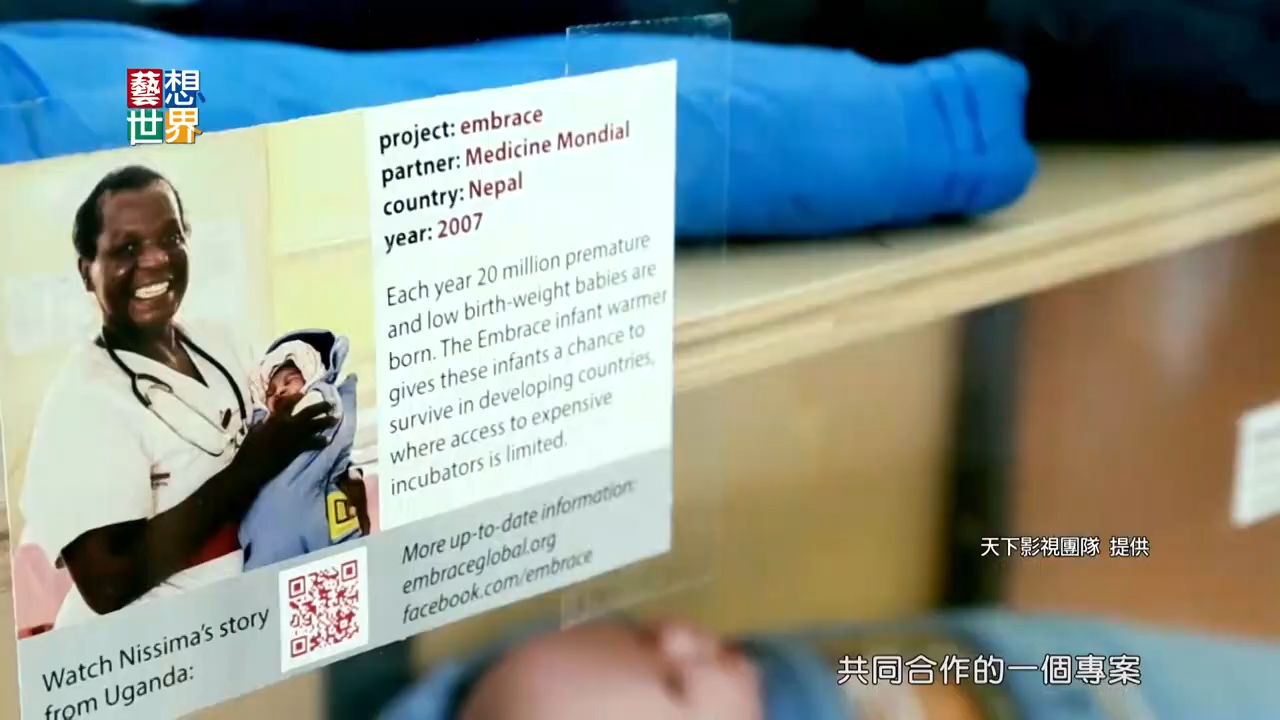 藝想
世界
project: embrace
partner: Medicine Mondial
country: Nepal
year: 2007
Each year 20 million premature
and low birth-weight babies are
born. The Embrace infant warmer
gives these infants a chance to
survive in developing countries,
where access to expensive
incubators is limited.
More up-to-date information:
embraceglobal.org
facebook.com/embrace
Watch Nissima's story
from Uganda:
天下影視團隊 提供
共同合作的一個專案